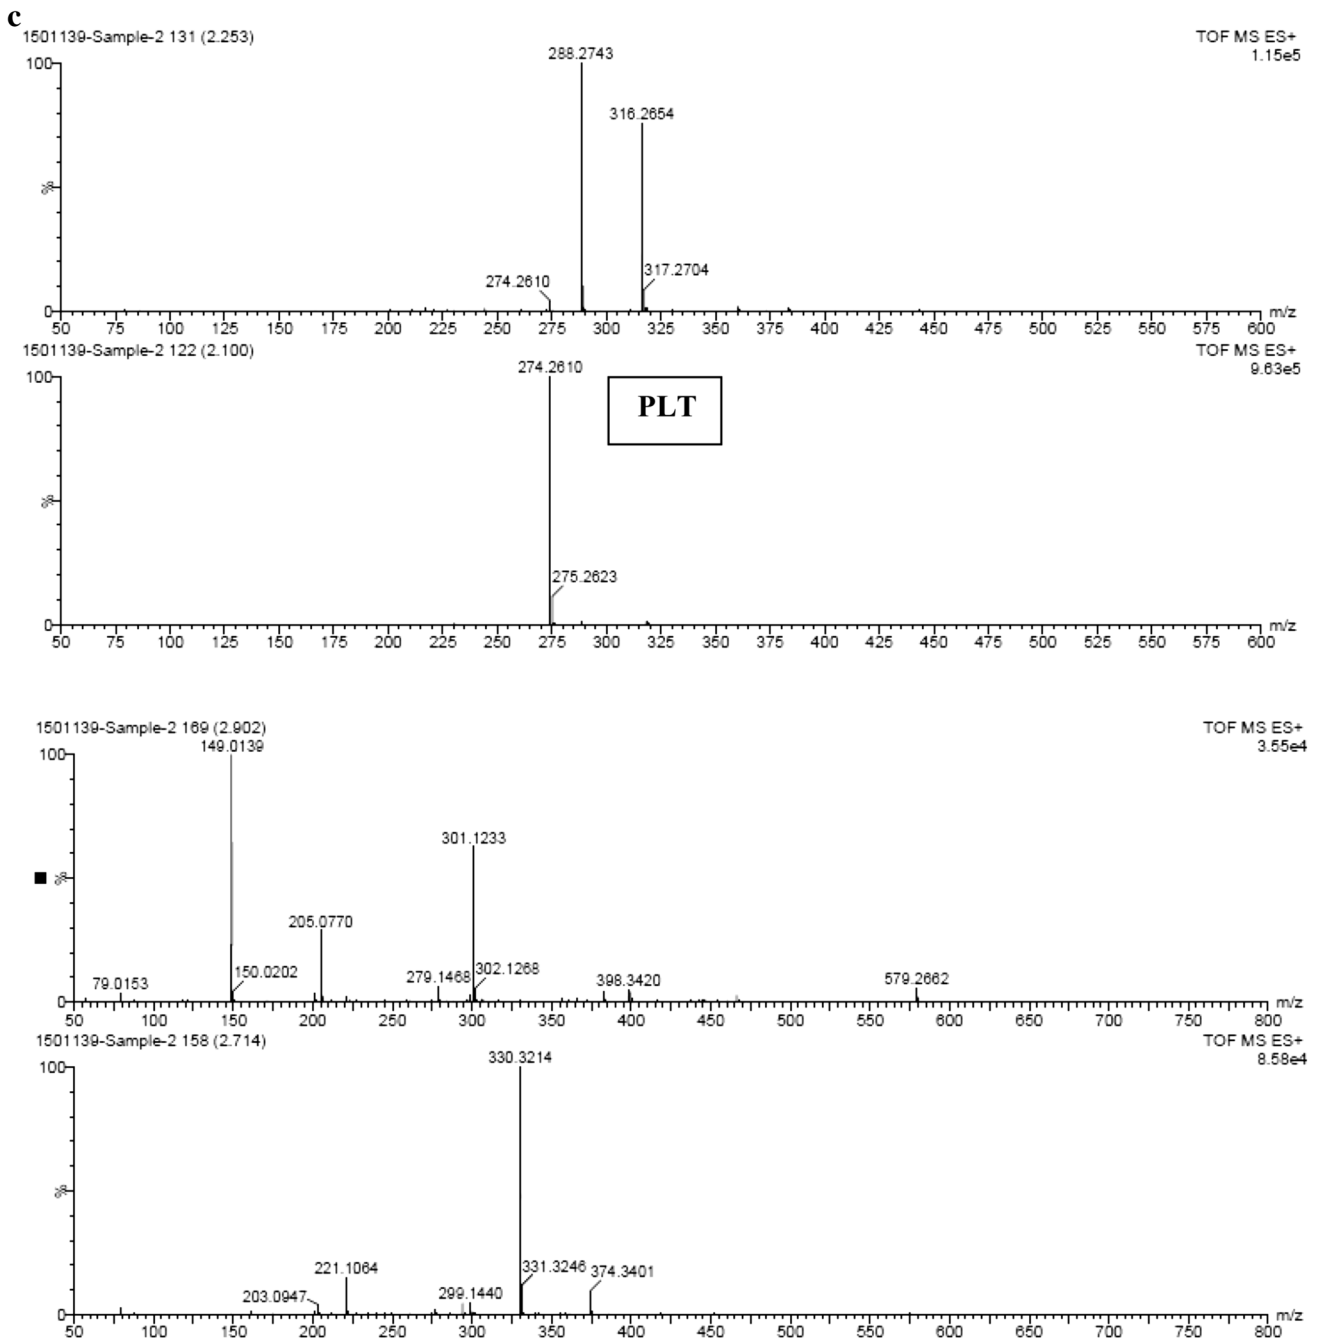 c
1501139-Sample-2 131 (2.253)
TOF MS ES+
1.15e5
100
288.2743
316.2654
%
317.2704
274.2610
0
m/z
50 75 100 125 150 175 200 225 250 275 300 325 350 375 400 425 450 475 500 525 550 575 600
1501139-Sample-2 122 (2.100)
TOF MS ES+
9.63e5
100
274.2610
PLT
%
275.2623
0
m/z
50 75 100 125 150 175 200 225 250 275 300 325 350 375 400 425 450 475 500 525 550 575 600
1501139-Sample-2 169 (2.902)
TOF MS ES+
3.55e4
100
149.0139
301.1233
%
205.0770
150.0202
79.0153
279.1468
302.1268
398.3420
579.2662
0
m/z
50 100 150 200 250 300 350 400 450 500 550 600 650 700 750 800
1501139-Sample-2 158 (2.714)
TOF MS ES+
8.58e4
100
330.3214
%
221.1064
331.3246
374.3401
203.0947
299.1440
0
m/z
50 100 150 200 250 300 350 400 450 500 550 600 650 700 750 800